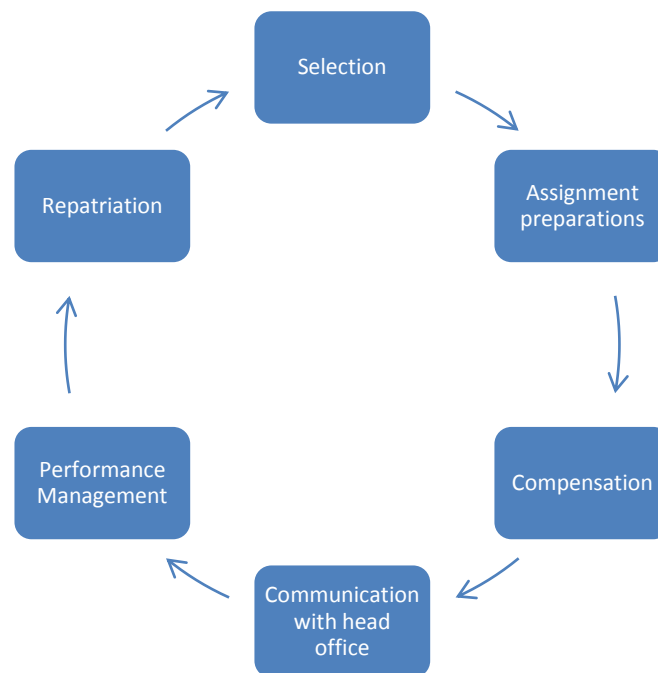 Selection
Assignment
preparations
Compensation
Communication
with head
office
Performance
Management
Repatriation